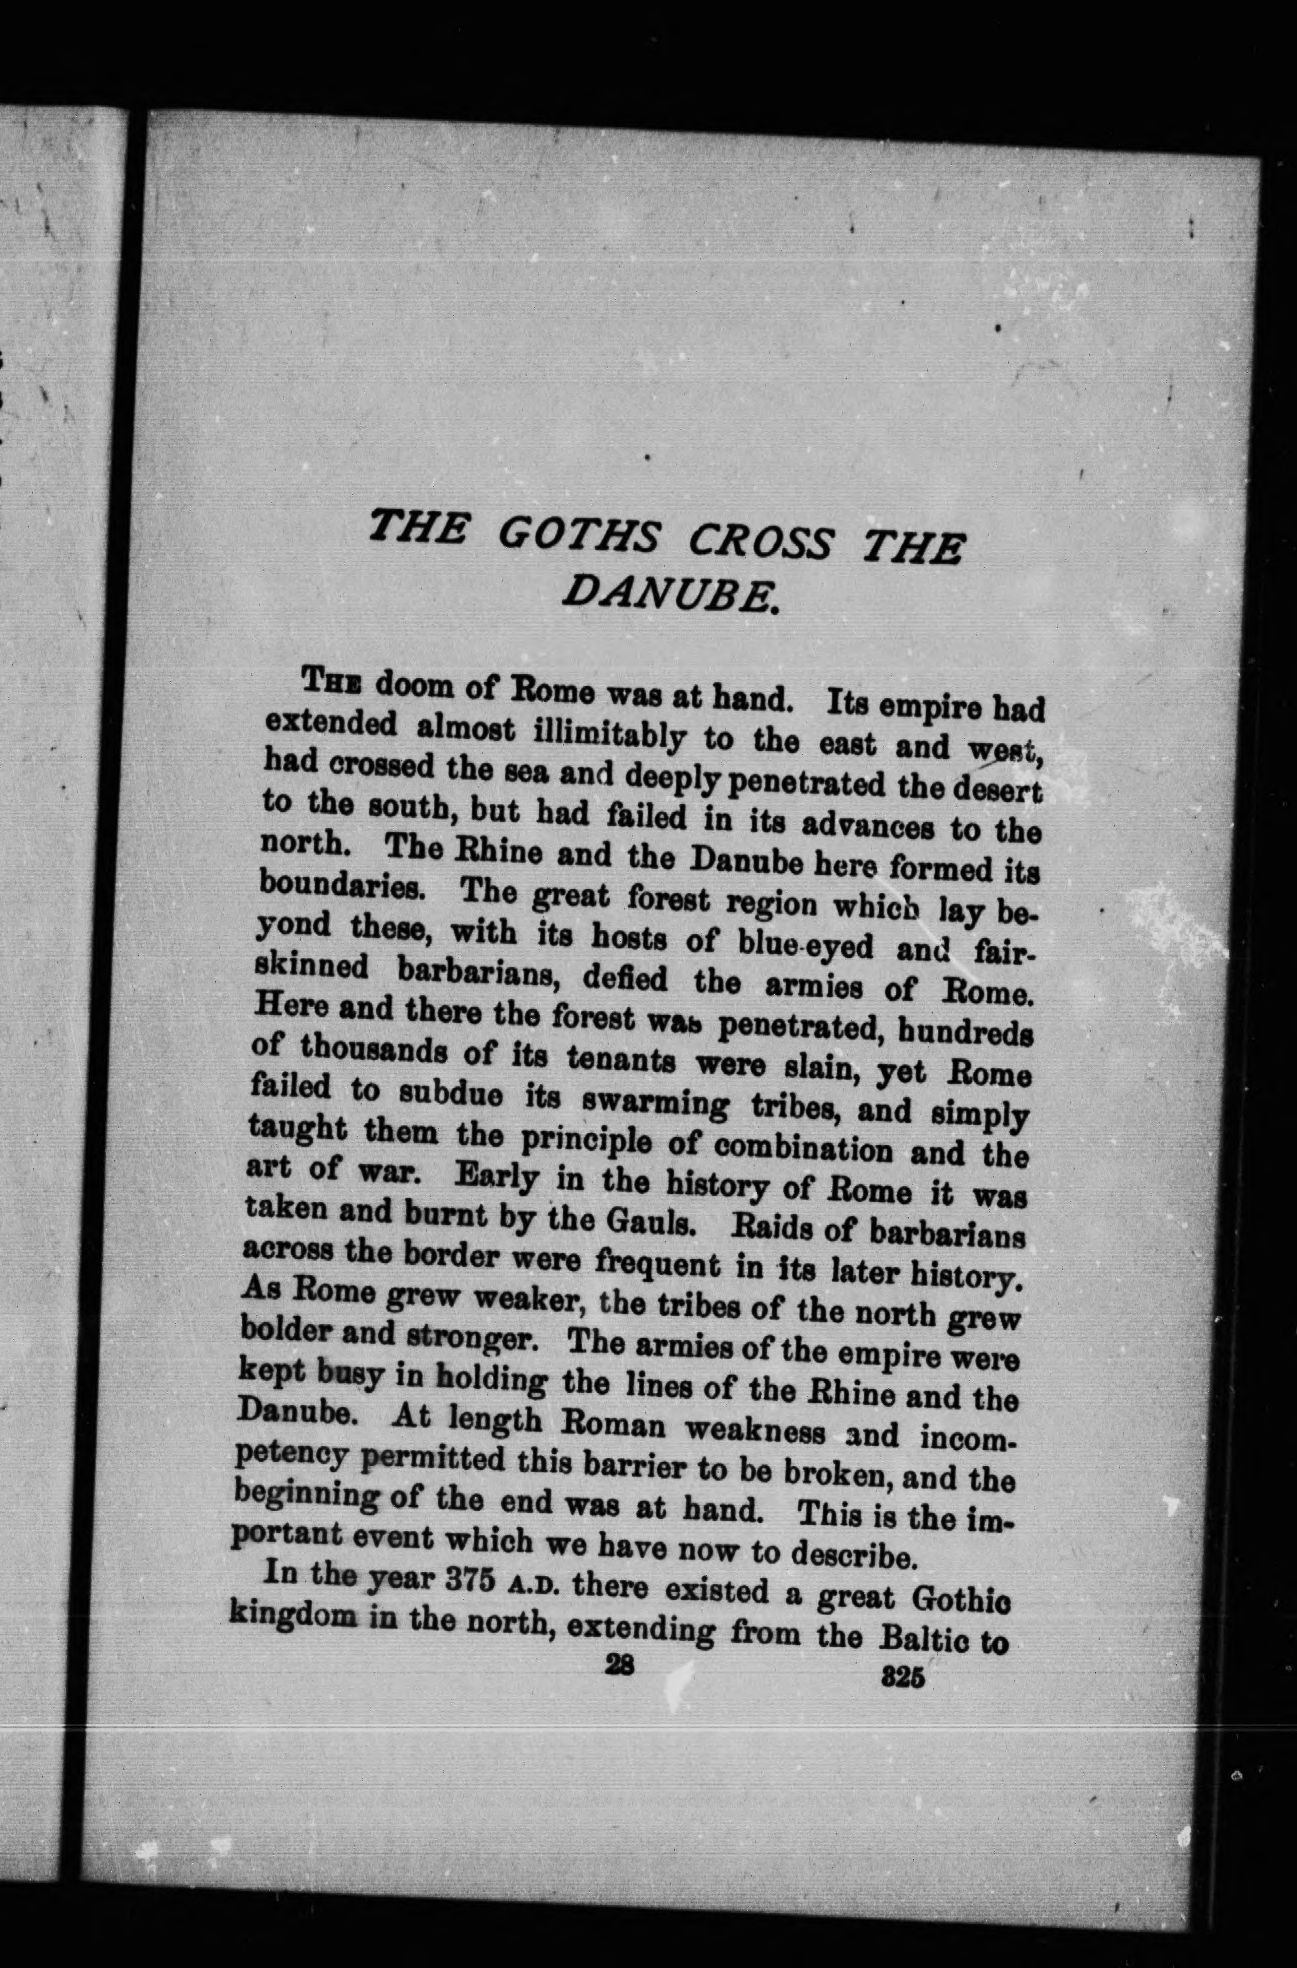 THE GOTHS CROSS THE
DANUBE.
THE doom of Rome was at hand. Its empire had
extended almost illimitably to the east and west,
had crossed the sea and deeply penetrated the desert
to the south, but had failed in its advances to the
north. The Rhine and the Danube here formed its
boundaries. The great forest region which lay be-
yond these, with its hosts of blue-eyed and fair-
skinned barbarians, defied the armies of Rome.
Here and there the forest was penetrated, hundreds
of thousands of its tenants were slain, yet Rome
failed to subdue its swarming tribes, and simply
taught them the principle of combination and the
art of war. Early in the history of Rome it was
taken and burnt by the Gauls. Raids of barbarians
across the border were frequent in its later history.
As Rome grew weaker, the tribes of the north grew
bolder and stronger. The armies of the empire were
kept busy in holding the lines of the Rhine and the
Danube. At length Roman weakness and incom-
petency permitted this barrier to be broken, and the
beginning of the end was at hand. This is the im-
portant event which we have now to describe.
In the year 375 A.D. there existed a great Gothic
kingdom in the north, extending from the Baltic to
28 325